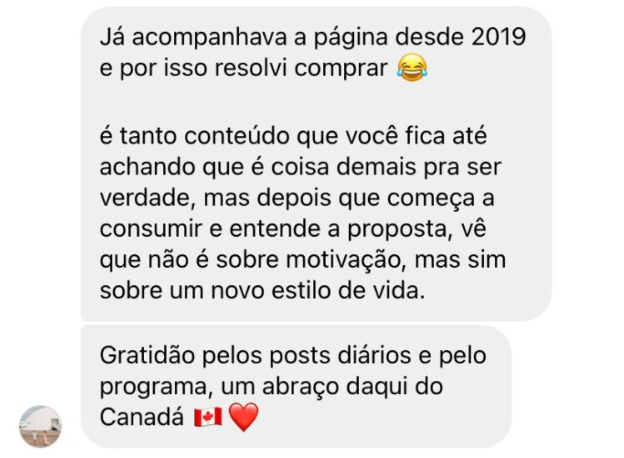 Já acompanhava a página desde 2019
e por isso resolvi comprar 😂
é tanto conteúdo que você fica até
achando que é coisa demais pra ser
verdade, mas depois que começa a
consumir e entende a proposta, vê
que não é sobre motivação, mas sim
sobre um novo estilo de vida.
Gratidão pelos posts diários e pelo
programa, um abraço daqui do
Canadá 🇨🇦❤️